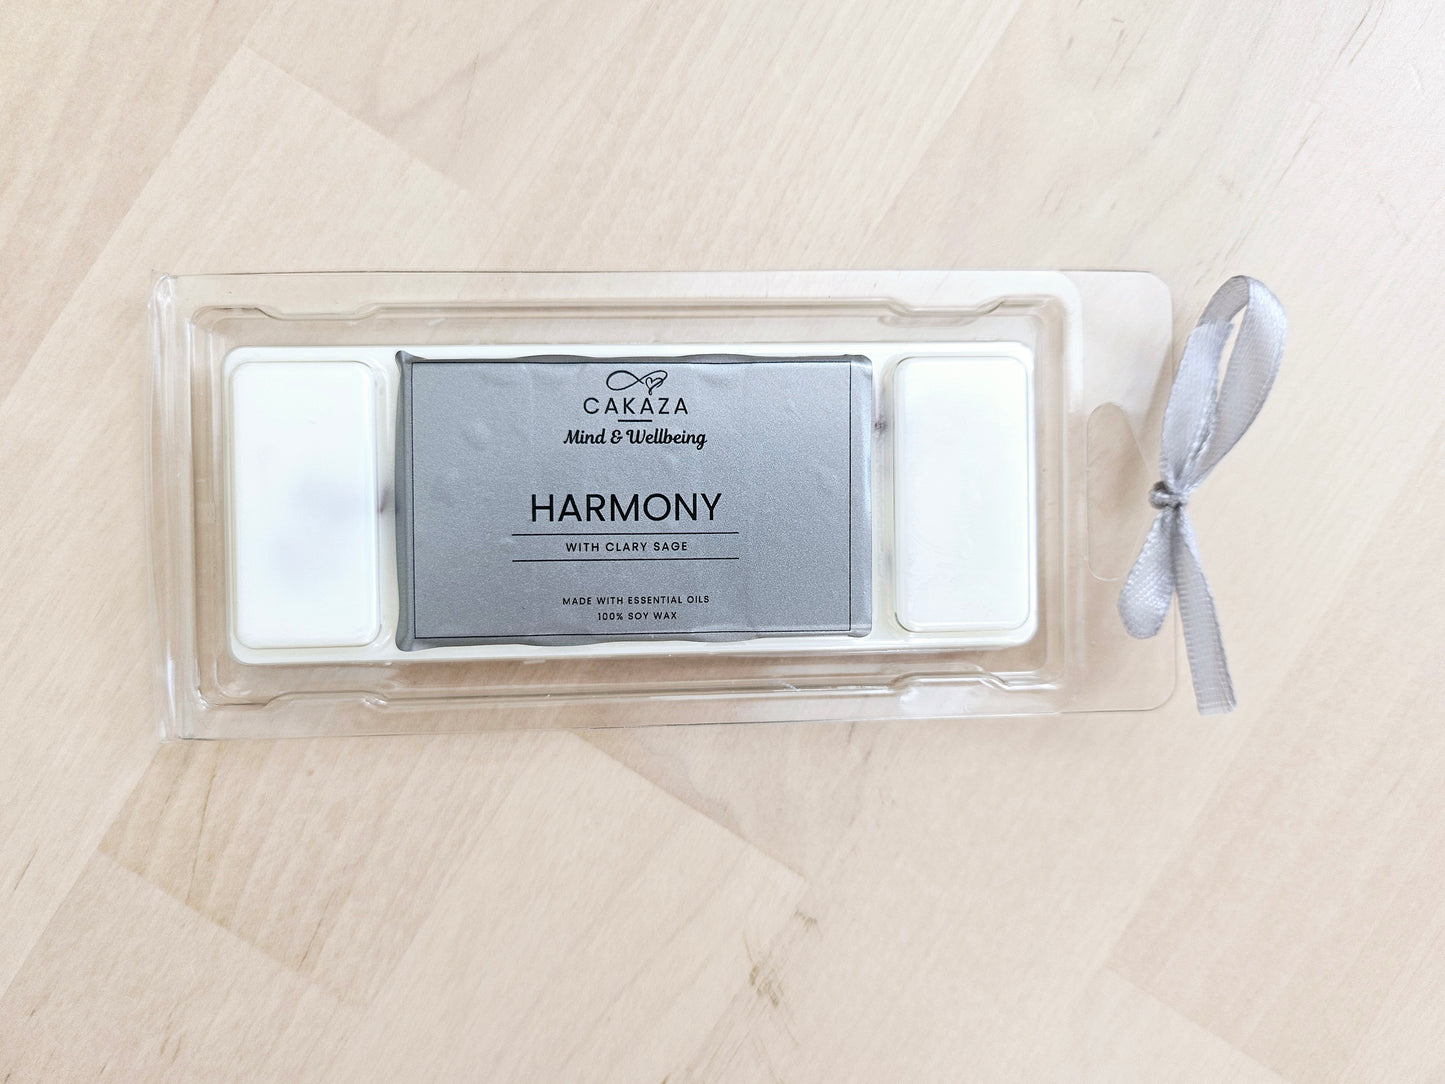 CAKAZA
Mind & Wellbeing
HARMONY
WITH CLARY SAGE
MADE WITH ESSENTIAL OILS
100% SOY WAX